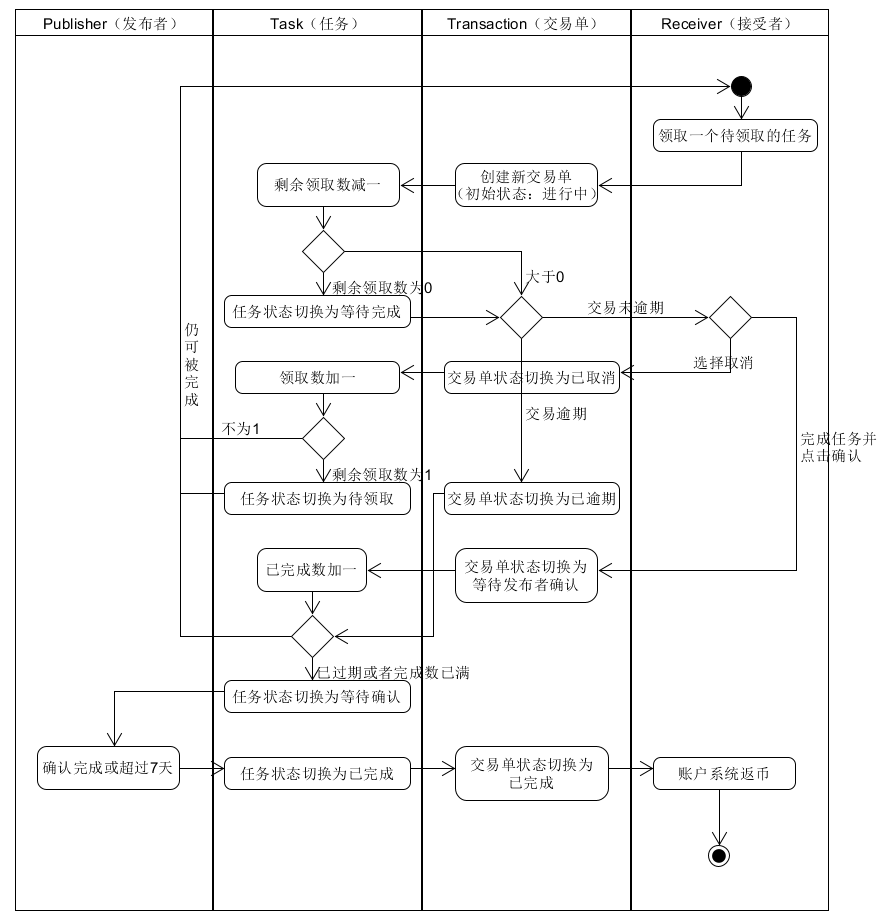 Publisher（发布者）
Task（任务）
Transaction（交易单）
Receiver（接受者）
领取一个待领取的任务
剩余领取数减一
创建新交易单
（初始状态：进行中）
大于0
剩余领取数为0
任务状态切换为等待完成
交易未逾期
仍
可
被
完
成
选择取消
领取数加一
交易单状态切换为已取消
交易逾期
不为1
完成任务并
点击确认
剩余领取数为1
任务状态切换为待领取
交易单状态切换为已逾期
已完成数加一
交易单状态切换为
等待发布者确认
已过期或者完成数已满
任务状态切换为等待确认
确认完成或超过7天
任务状态切换为已完成
交易单状态切换为
已完成
账户系统返币